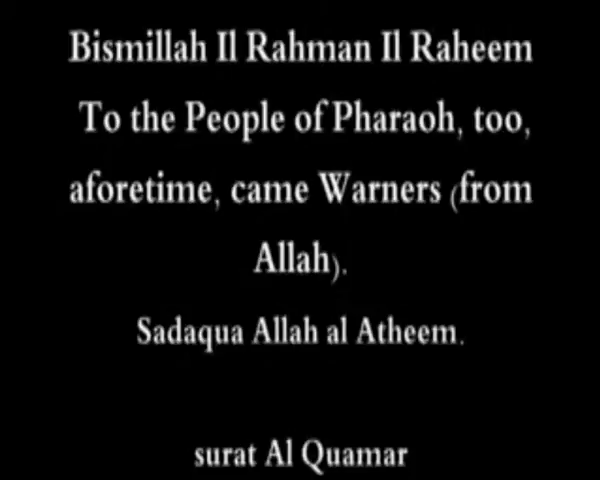 Bismillah Il Rahman Il Raheem
To the People of Pharaoh, too,
aforetime, came Warners (from
Allah).
Sadaqua Allah al Atheem.
surat Al Quamar